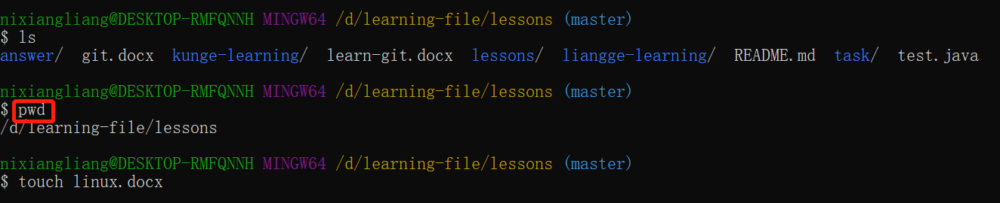 nixiangliang@DESKTOP-RMFQNNH MINGW64 /d/learning-file/lessons (master)
$ ls
answer/ git.docx kunge-learning/ learn-git.docx lessons/ liangge-learning/ README.md task/ test.java
nixiangliang@DESKTOP-RMFQNNH MINGW64 /d/learning-file/lessons (master)
$ pwd
/d/learning-file/lessons
nixiangliang@DESKTOP-RMFQNNH MINGW64 /d/learning-file/lessons (master)
$ touch linux.docx